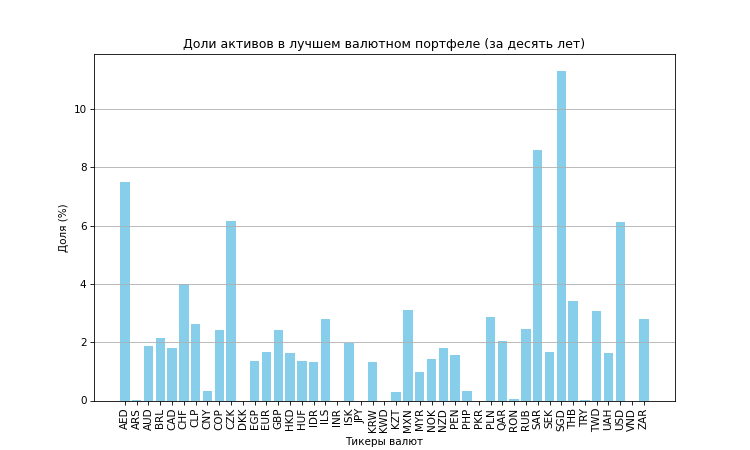 Доли активов в лучшем валютном портфеле (за десять лет)
Доля (%)
10
8
6
4
2
0
AED ARS AUD BRL CAD CHF CLP CNY COP CZK DKK EGP EUR GBP HKD HUF IDR ILS INR ISK JPY KRW KWD KZT MXN MYR NOK NZD PEN PHP PKR PLN QAR RON RUB SAR SEK SGD THB TRY TWD UAH USD VND ZAR
Тикеры валют